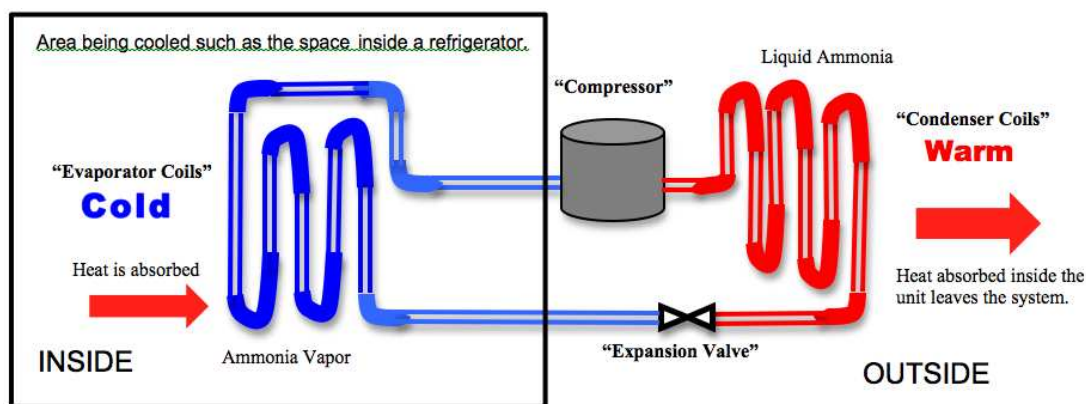 Area being cooled such as the space inside a refrigerator.
Liquid Ammonia
“Compressor”
“Condenser Coils”
Warm
“Evaporator Coils”
Cold
Heat is absorbed
Heat absorbed inside the
unit leaves the system.
Ammonia Vapor
“Expansion Valve”
INSIDE
OUTSIDE